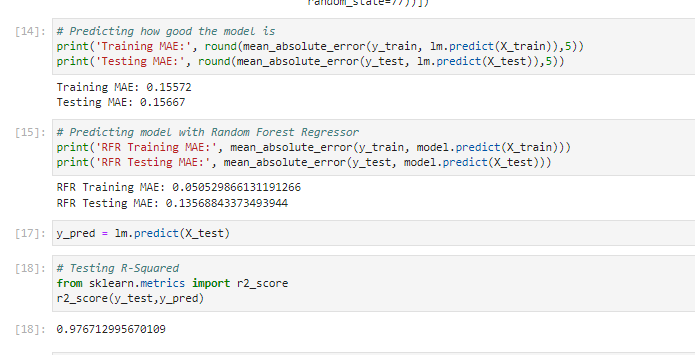 random_state=77))])
[14]: # Predicting how good the model is
print('Training MAE:', round(mean_absolute_error(y_train, lm.predict(X_train)),5))
print('Testing MAE:', round(mean_absolute_error(y_test, lm.predict(X_test)),5))
Training MAE: 0.15572
Testing MAE: 0.15667
[15]: # Predicting model with Random Forest Regressor
print('RFR Training MAE:', mean_absolute_error(y_train, model.predict(X_train)))
print('RFR Testing MAE:', mean_absolute_error(y_test, model.predict(X_test)))
RFR Training MAE: 0.050529866131191266
RFR Testing MAE: 0.13568843373493944
[17]: y_pred = lm.predict(X_test)
[18]: # Testing R-Squared
from sklearn.metrics import r2_score
r2_score(y_test,y_pred)
[18]: 0.976712995670109